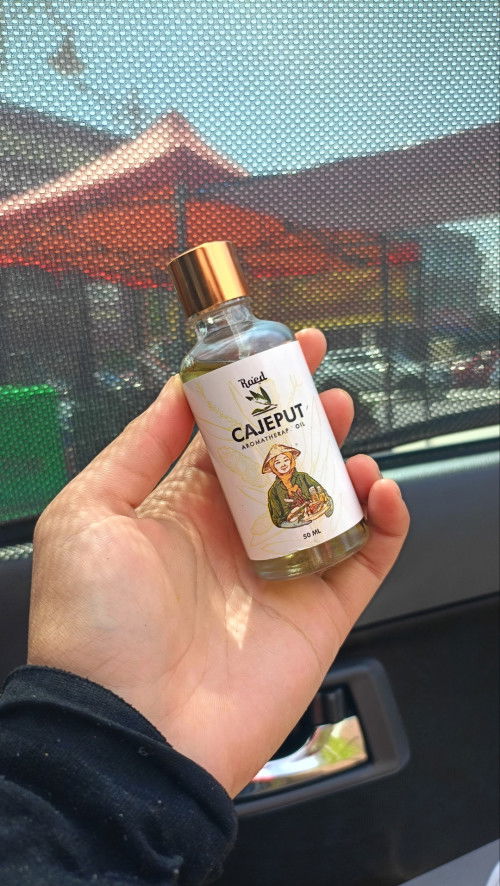 Raed
CAJEPUT
AROMATHERAPY OIL
50 ML